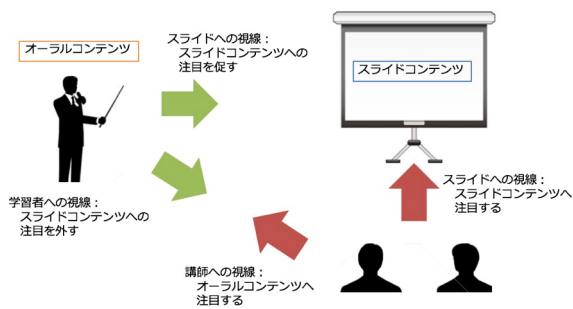 オーラルコンテンツ
スライドへの視線：
スライドコンテンツへの
注目を促す
スライドコンテンツ
学習者への視線：
スライドコンテンツへの
注目を外す
スライドへの視線：
スライドコンテンツへ
注目する
講師への視線：
オーラルコンテンツへ
注目する